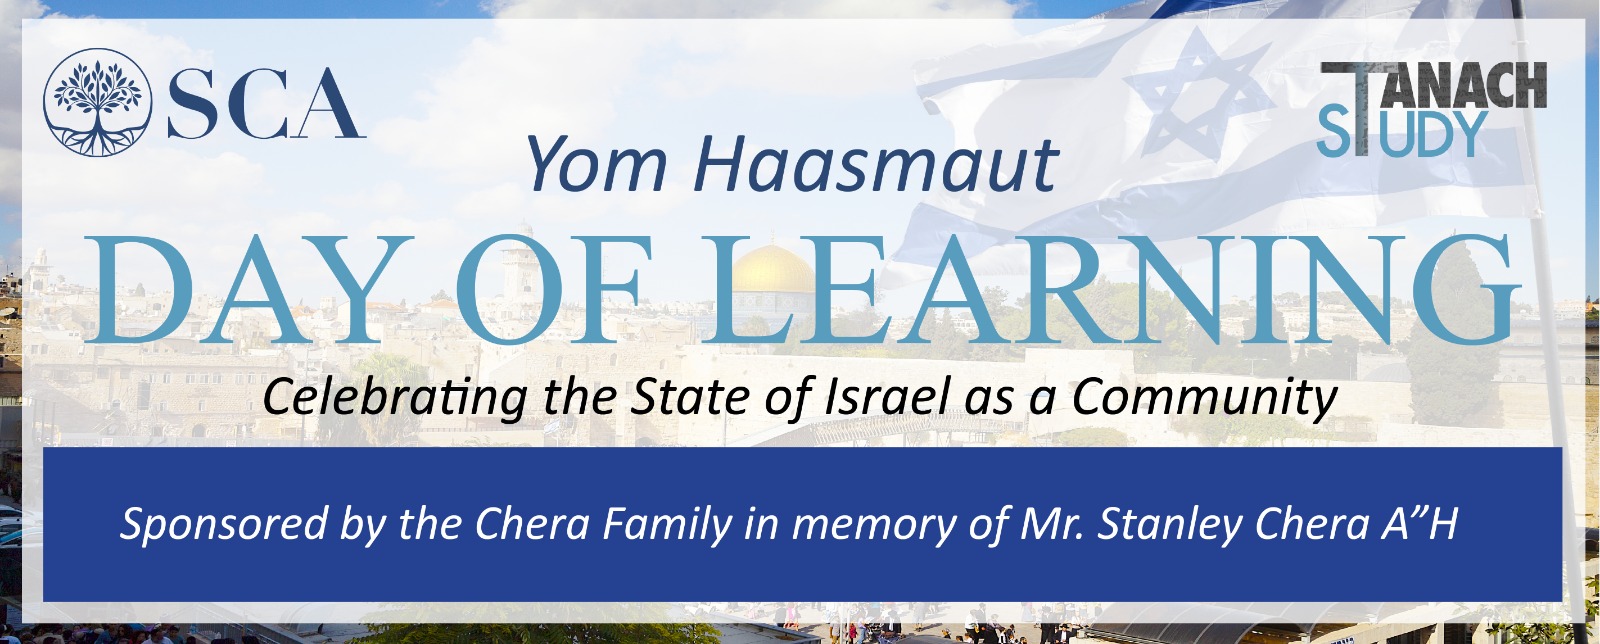 SCA
TANACH
STUDY
Yom Haasmaut
DAY OF LEARNING
Celebrating the State of Israel as a Community
Sponsored by the Chera Family in memory of Mr. Stanley Chera A”H